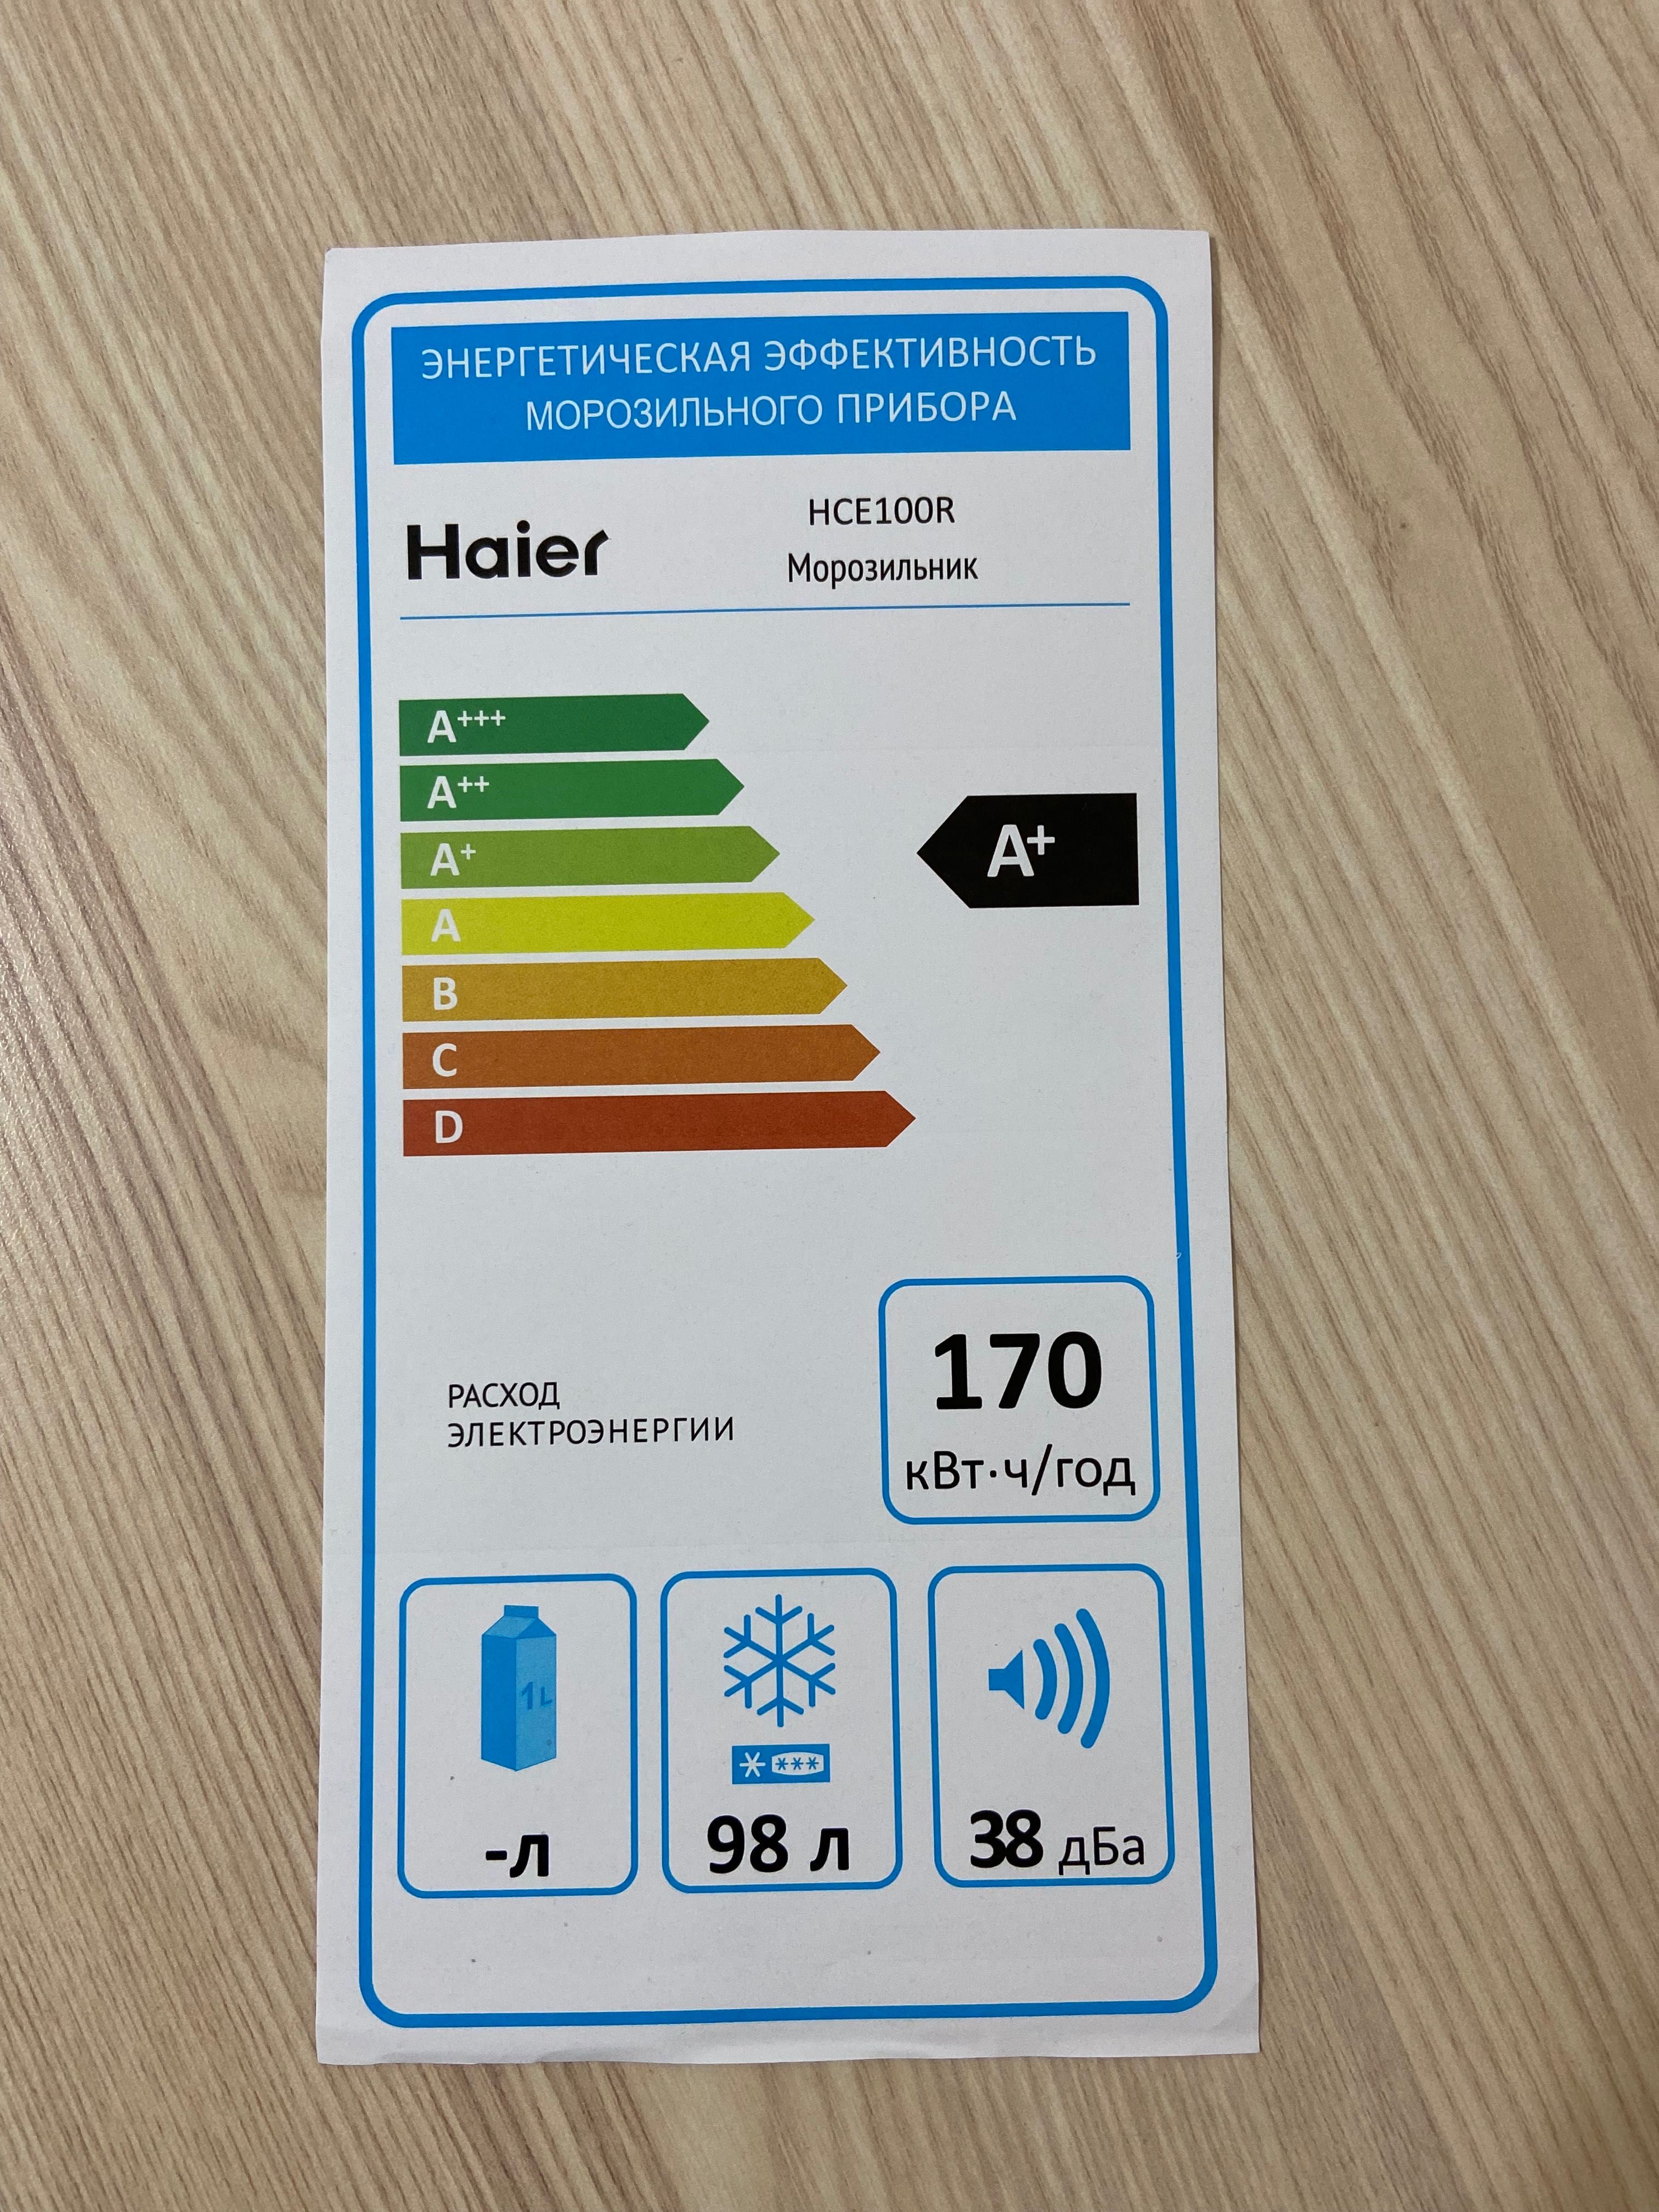 ЭНЕРГЕТИЧЕСКАЯ ЭФФЕКТИВНОСТЬ
МОРОЗИЛЬНОГО ПРИБОРА
Haier
HCE100R
Морозильник
A+++
A++
A+
A+
A
B
C
D
РАСХОД
ЭЛЕКТРОЭНЕРГИИ
170
кВт·ч/год
1L
-л
98 л
38 дБа